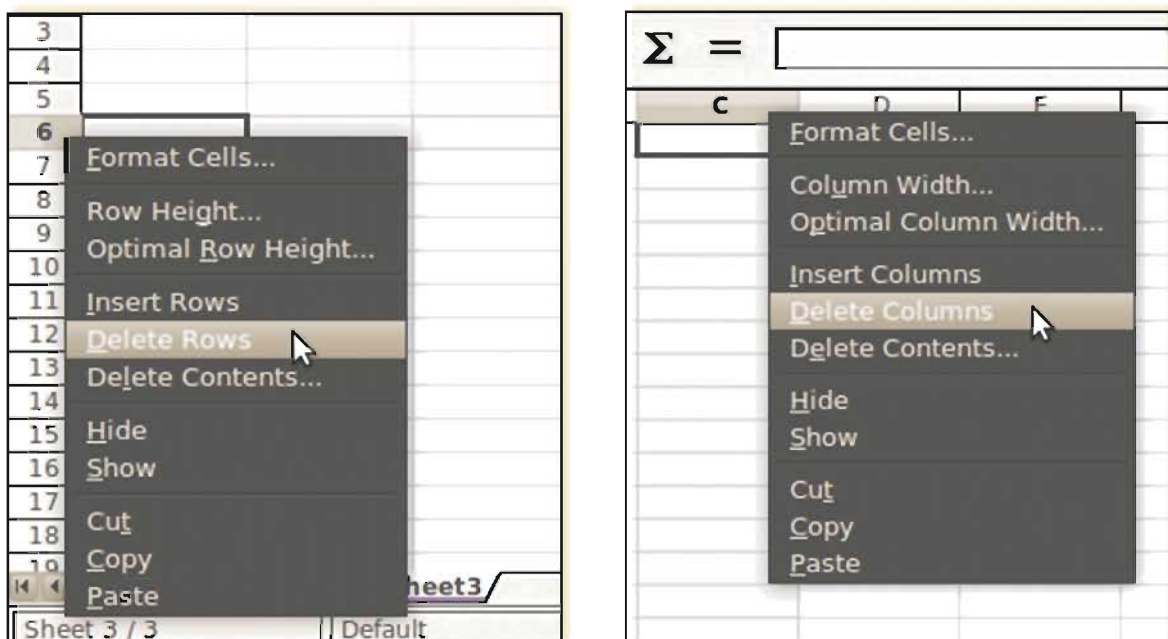 3
4
5
6
7
8
9
10
11
12
13
14
15
16
17
18
19
Format Cells...
Row Height...
Optimal Row Height...
Insert Rows
Delete Rows
Delete Contents...
Hide
Show
Cut
Copy
Paste
heet3
Sheet 3 / 3 Default
Σ =
C D E
Format Cells...
Column Width...
Optimal Column Width...
Insert Columns
Delete Columns
Delete Contents...
Hide
Show
Cut
Copy
Paste